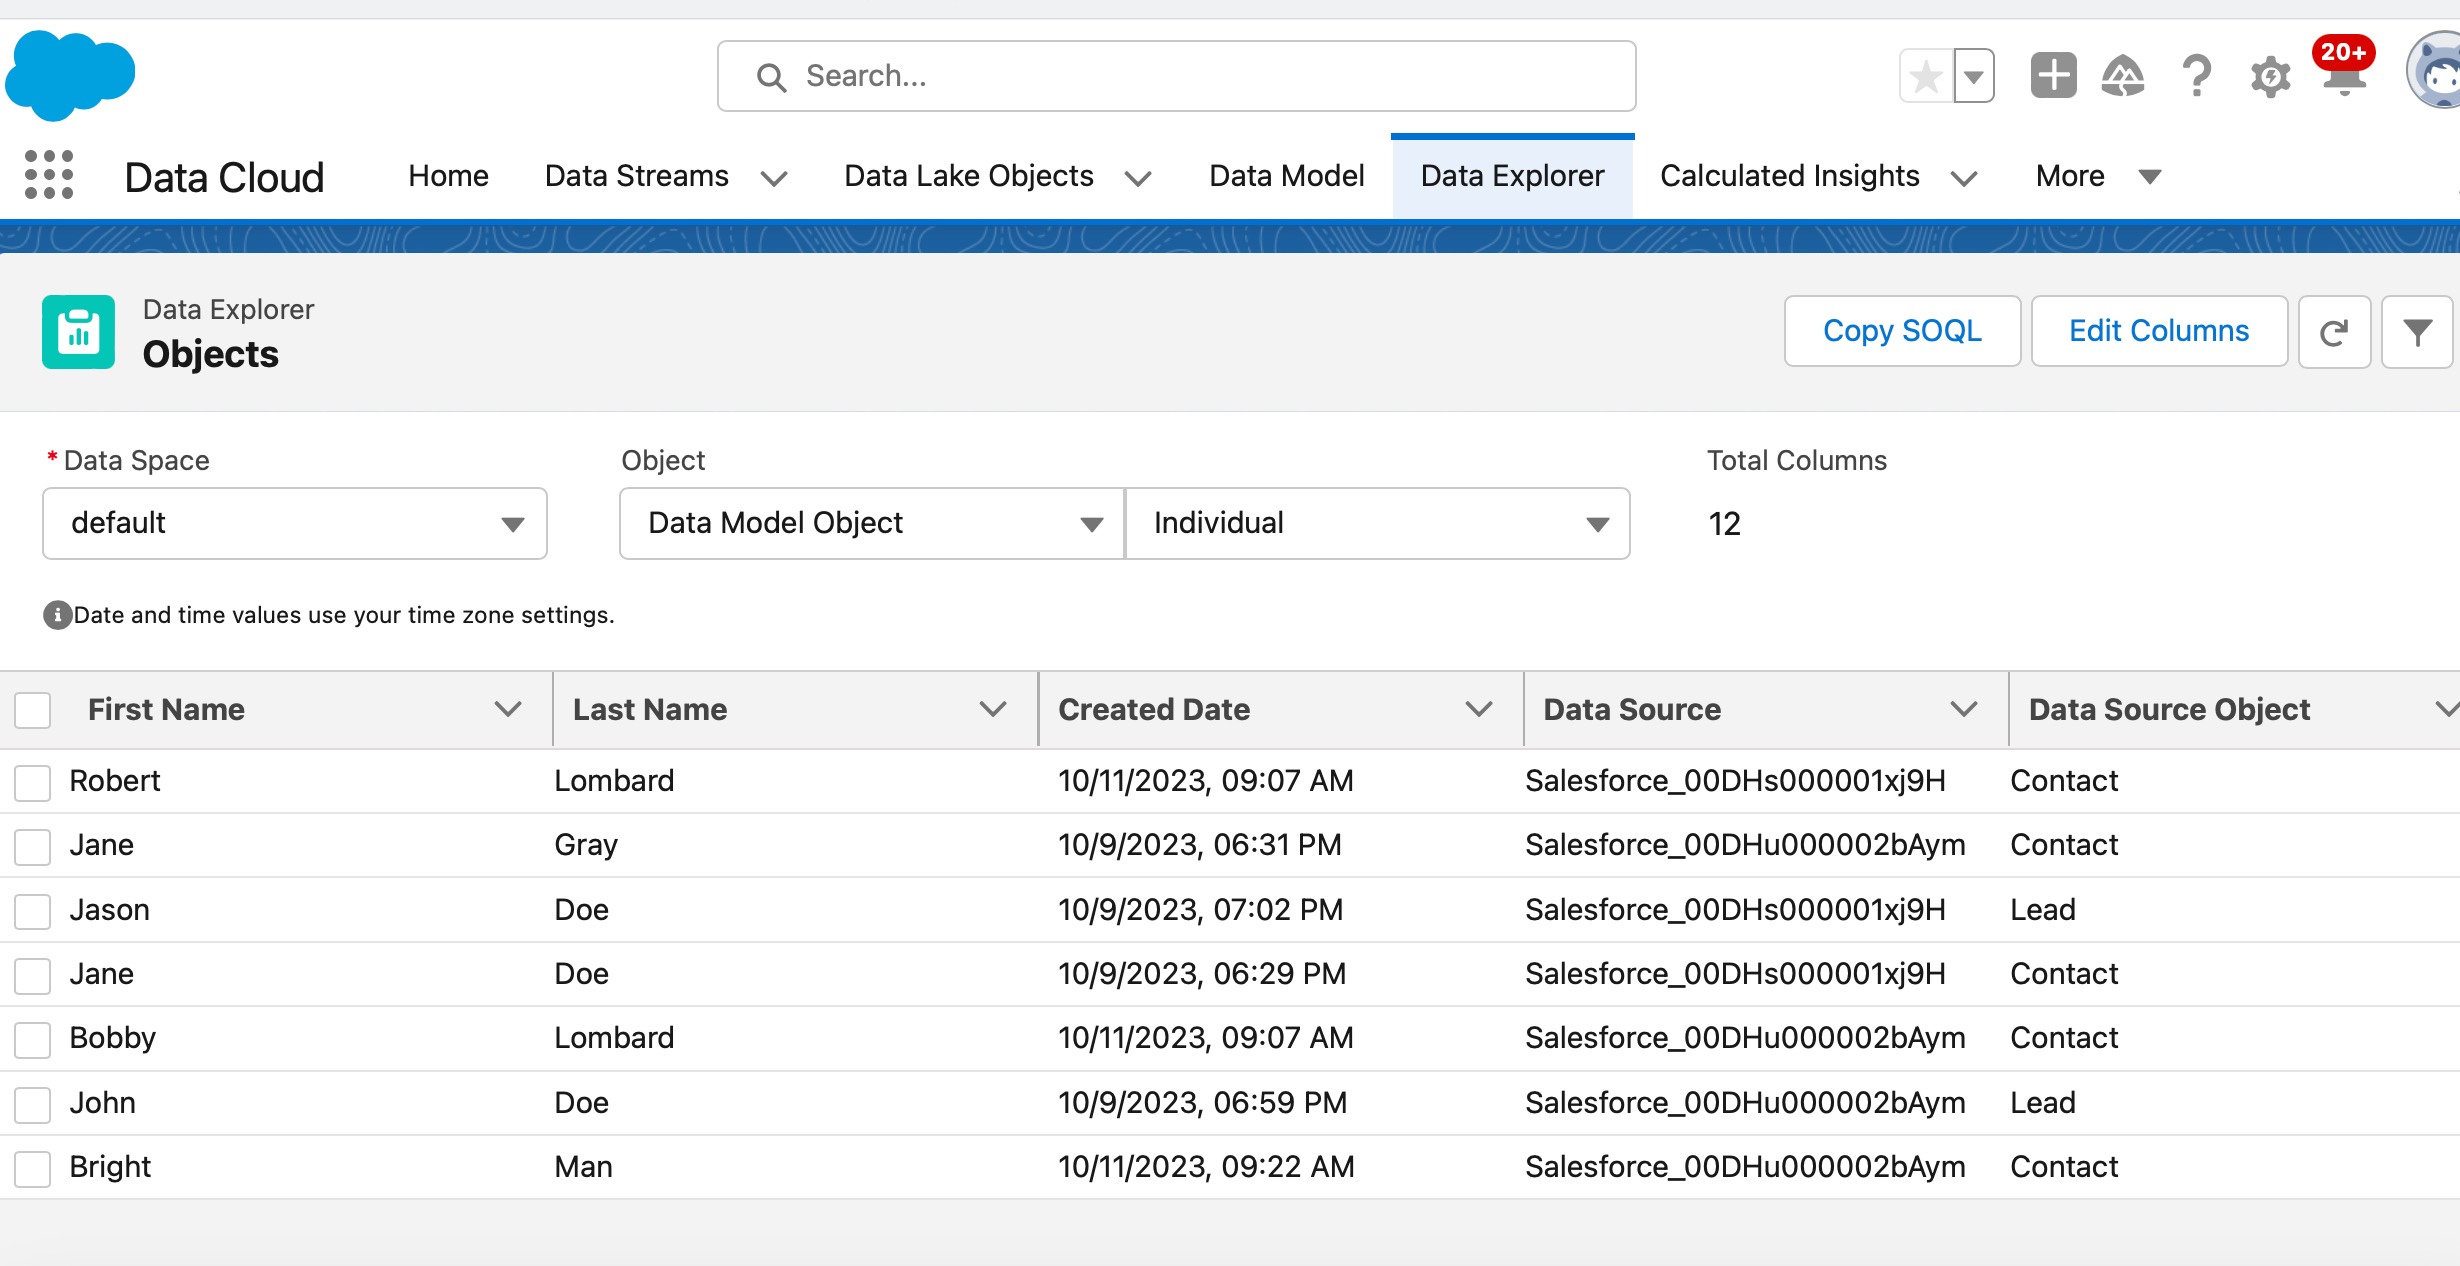 Search...
20+
Data Cloud Home Data Streams Data Lake Objects Data Model Data Explorer Calculated Insights More
Data Explorer
Objects
Copy SOQL Edit Columns
* Data Space Object Total Columns
default Data Model Object Individual 12
Date and time values use your time zone settings.
First Name Last Name Created Date Data Source Data Source Object
Robert Lombard 10/11/2023, 09:07 AM Salesforce_00DHs000001xj9H Contact
Jane Gray 10/9/2023, 06:31 PM Salesforce_00DHu000002bAym Contact
Jason Doe 10/9/2023, 07:02 PM Salesforce_00DHs000001xj9H Lead
Jane Doe 10/9/2023, 06:29 PM Salesforce_00DHs000001xj9H Contact
Bobby Lombard 10/11/2023, 09:07 AM Salesforce_00DHu000002bAym Contact
John Doe 10/9/2023, 06:59 PM Salesforce_00DHu000002bAym Lead
Bright Man 10/11/2023, 09:22 AM Salesforce_00DHu000002bAym Contact